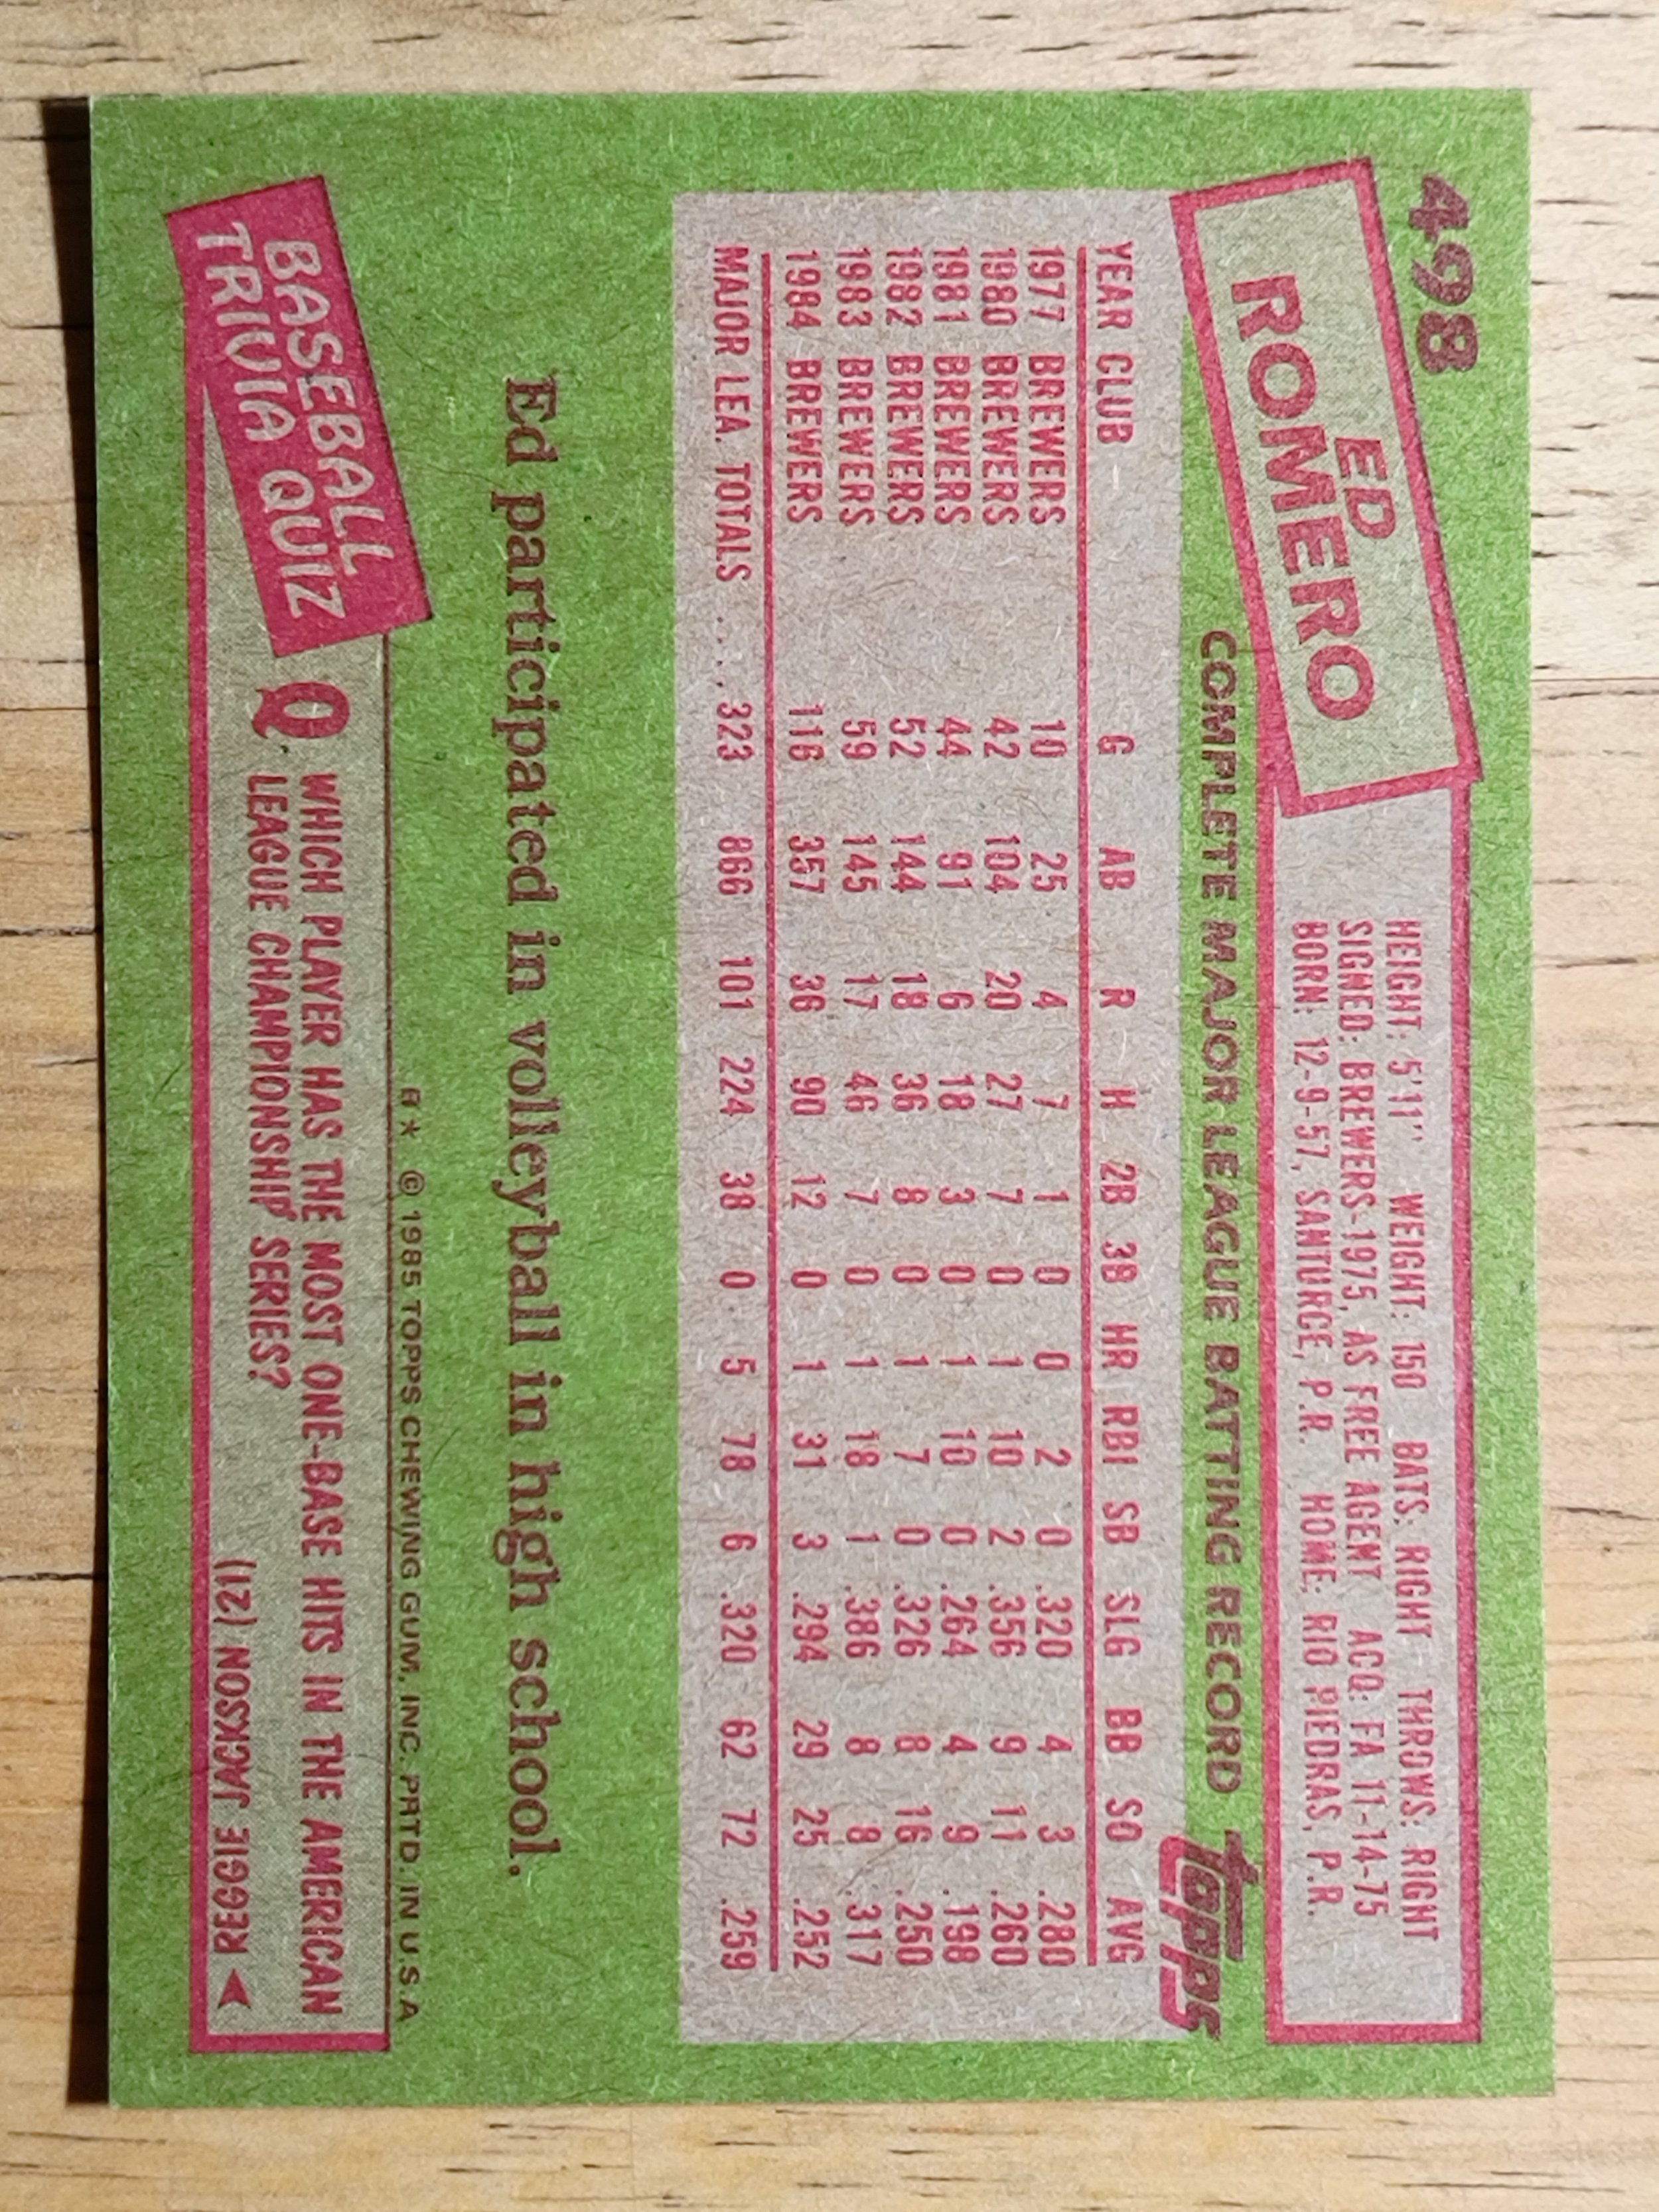 498
ED
ROMERO
HEIGHT: 5'11" WEIGHT: 150 BATS: RIGHT THROWS: RIGHT
SIGNED: BREWERS-1975, AS FREE AGENT ACQ: FA 11-14-75
BORN: 12-9-57, SANTURCE, P.R. HOME: RIO PIEDRAS, P.R.
COMPLETE MAJOR LEAGUE BATTING RECORD
Topps
YEAR CLUB G AB R H 2B 3B HR RBI SB SLG BB SO AVG
1977 BREWERS 10 25 4 7 1 0 0 2 0 .320 4 3 .280
1980 BREWERS 42 104 20 27 7 0 1 10 2 .356 9 11 .260
1981 BREWERS 44 91 6 18 3 0 1 10 0 .264 4 9 .198
1982 BREWERS 52 144 18 36 8 0 1 7 0 .326 8 16 .250
1983 BREWERS 59 145 17 46 7 0 1 18 1 .386 8 8 .317
1984 BREWERS 116 357 36 90 12 0 1 31 3 .294 29 25 .252
MAJOR LEA. TOTALS .... 323 866 101 224 38 0 5 78 6 .320 62 72 .259
Ed participated in volleyball in high school.
A* © 1985 TOPPS CHEWING GUM, INC. PRTD. IN U.S.A
BASEBALL
TRIVIA QUIZ
Q. WHICH PLAYER HAS THE MOST ONE-BASE HITS IN THE AMERICAN
LEAGUE CHAMPIONSHIP SERIES?
REGGIE JACKSON (21)